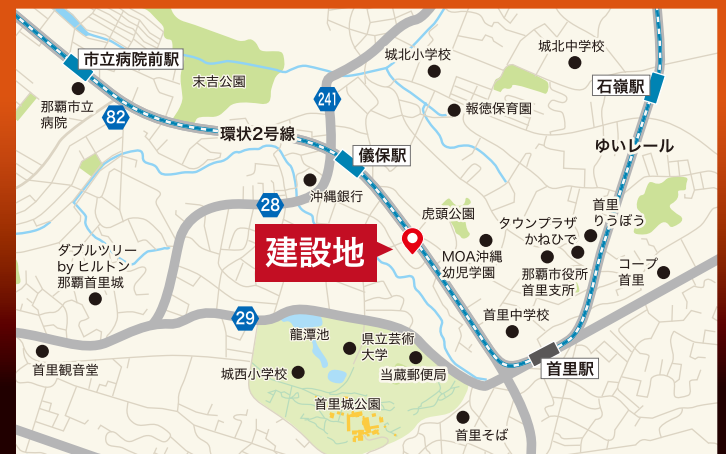 城北小学校
城北中学校
市立病院前駅
末吉公園
石嶺駅
那覇市立
病院
82
241
報徳保育園
環状2号線
ゆいレール
儀保駅
沖縄銀行
28
虎頭公園
首里
りうぼう
タウンプラザ
かねひで
建設地
MOA沖縄
幼児学園
那覇市役所
首里支所
コープ
首里
ダブルツリー
by ヒルトン
那覇首里城
29
首里中学校
龍潭池
県立芸術
大学
首里観音堂
城西小学校
当蔵郵便局
首里駅
首里城公園
首里そば